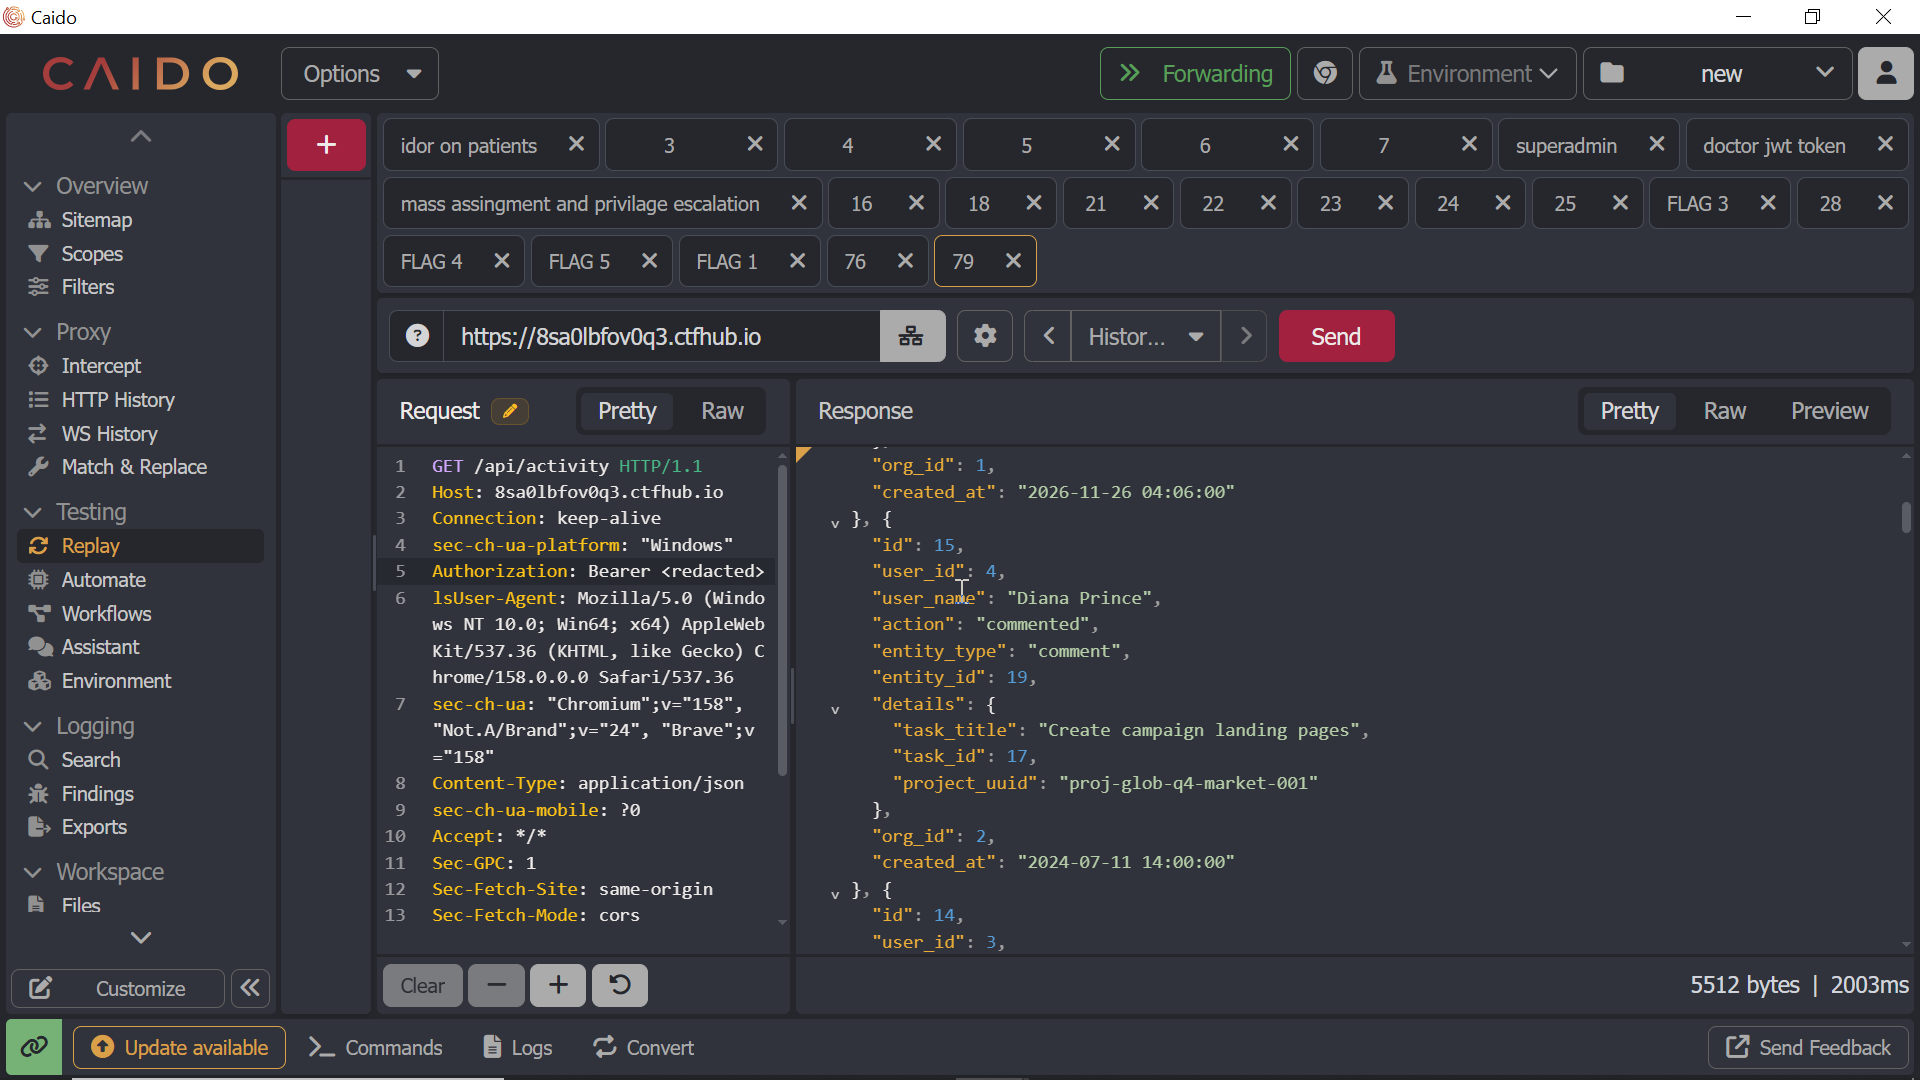 Caido
CAIDO
Options
Forwarding
Environment
new
Overview
Sitemap
Scopes
Filters
Proxy
Intercept
HTTP History
WS History
Match & Replace
Testing
Replay
Automate
Workflows
Assistant
Environment
Logging
Search
Findings
Exports
Workspace
Files
Customize
+
idor on patients
3
4
5
6
7
superadmin
doctor jwt token
mass assingment and privilage escalation
16
18
21
22
23
24
25
FLAG 3
28
FLAG 4
FLAG 5
FLAG 1
76
79
https://8sa0lbfov0q3.ctfhub.io
Histor...
Send
Request
Pretty
Raw
1 GET /api/activity HTTP/1.1
2 Host: 8sa0lbfov0q3.ctfhub.io
3 Connection: keep-alive
4 sec-ch-ua-platform: "Windows"
5 Authorization: Bearer <redacted>
6 lsUser-Agent: Mozilla/5.0 (Windo
ws NT 10.0; Win64; x64) AppleWeb
Kit/537.36 (KHTML, like Gecko) C
hrome/158.0.0.0 Safari/537.36
7 sec-ch-ua: "Chromium";v="158",
"Not.A/Brand";v="24", "Brave";v
="158"
8 Content-Type: application/json
9 sec-ch-ua-mobile: ?0
10 Accept: */*
11 Sec-GPC: 1
12 Sec-Fetch-Site: same-origin
13 Sec-Fetch-Mode: cors
Clear
Response
Pretty
Raw
Preview
"org_id": 1,
"created_at": "2026-11-26 04:06:00"
}, {
"id": 15,
"user_id": 4,
"user_name": "Diana Prince",
"action": "commented",
"entity_type": "comment",
"entity_id": 19,
"details": {
"task_title": "Create campaign landing pages",
"task_id": 17,
"project_uuid": "proj-glob-q4-market-001"
},
"org_id": 2,
"created_at": "2024-07-11 14:00:00"
}, {
"id": 14,
"user_id": 3,
5512 bytes | 2003ms
Update available
Commands
Logs
Convert
Send Feedback